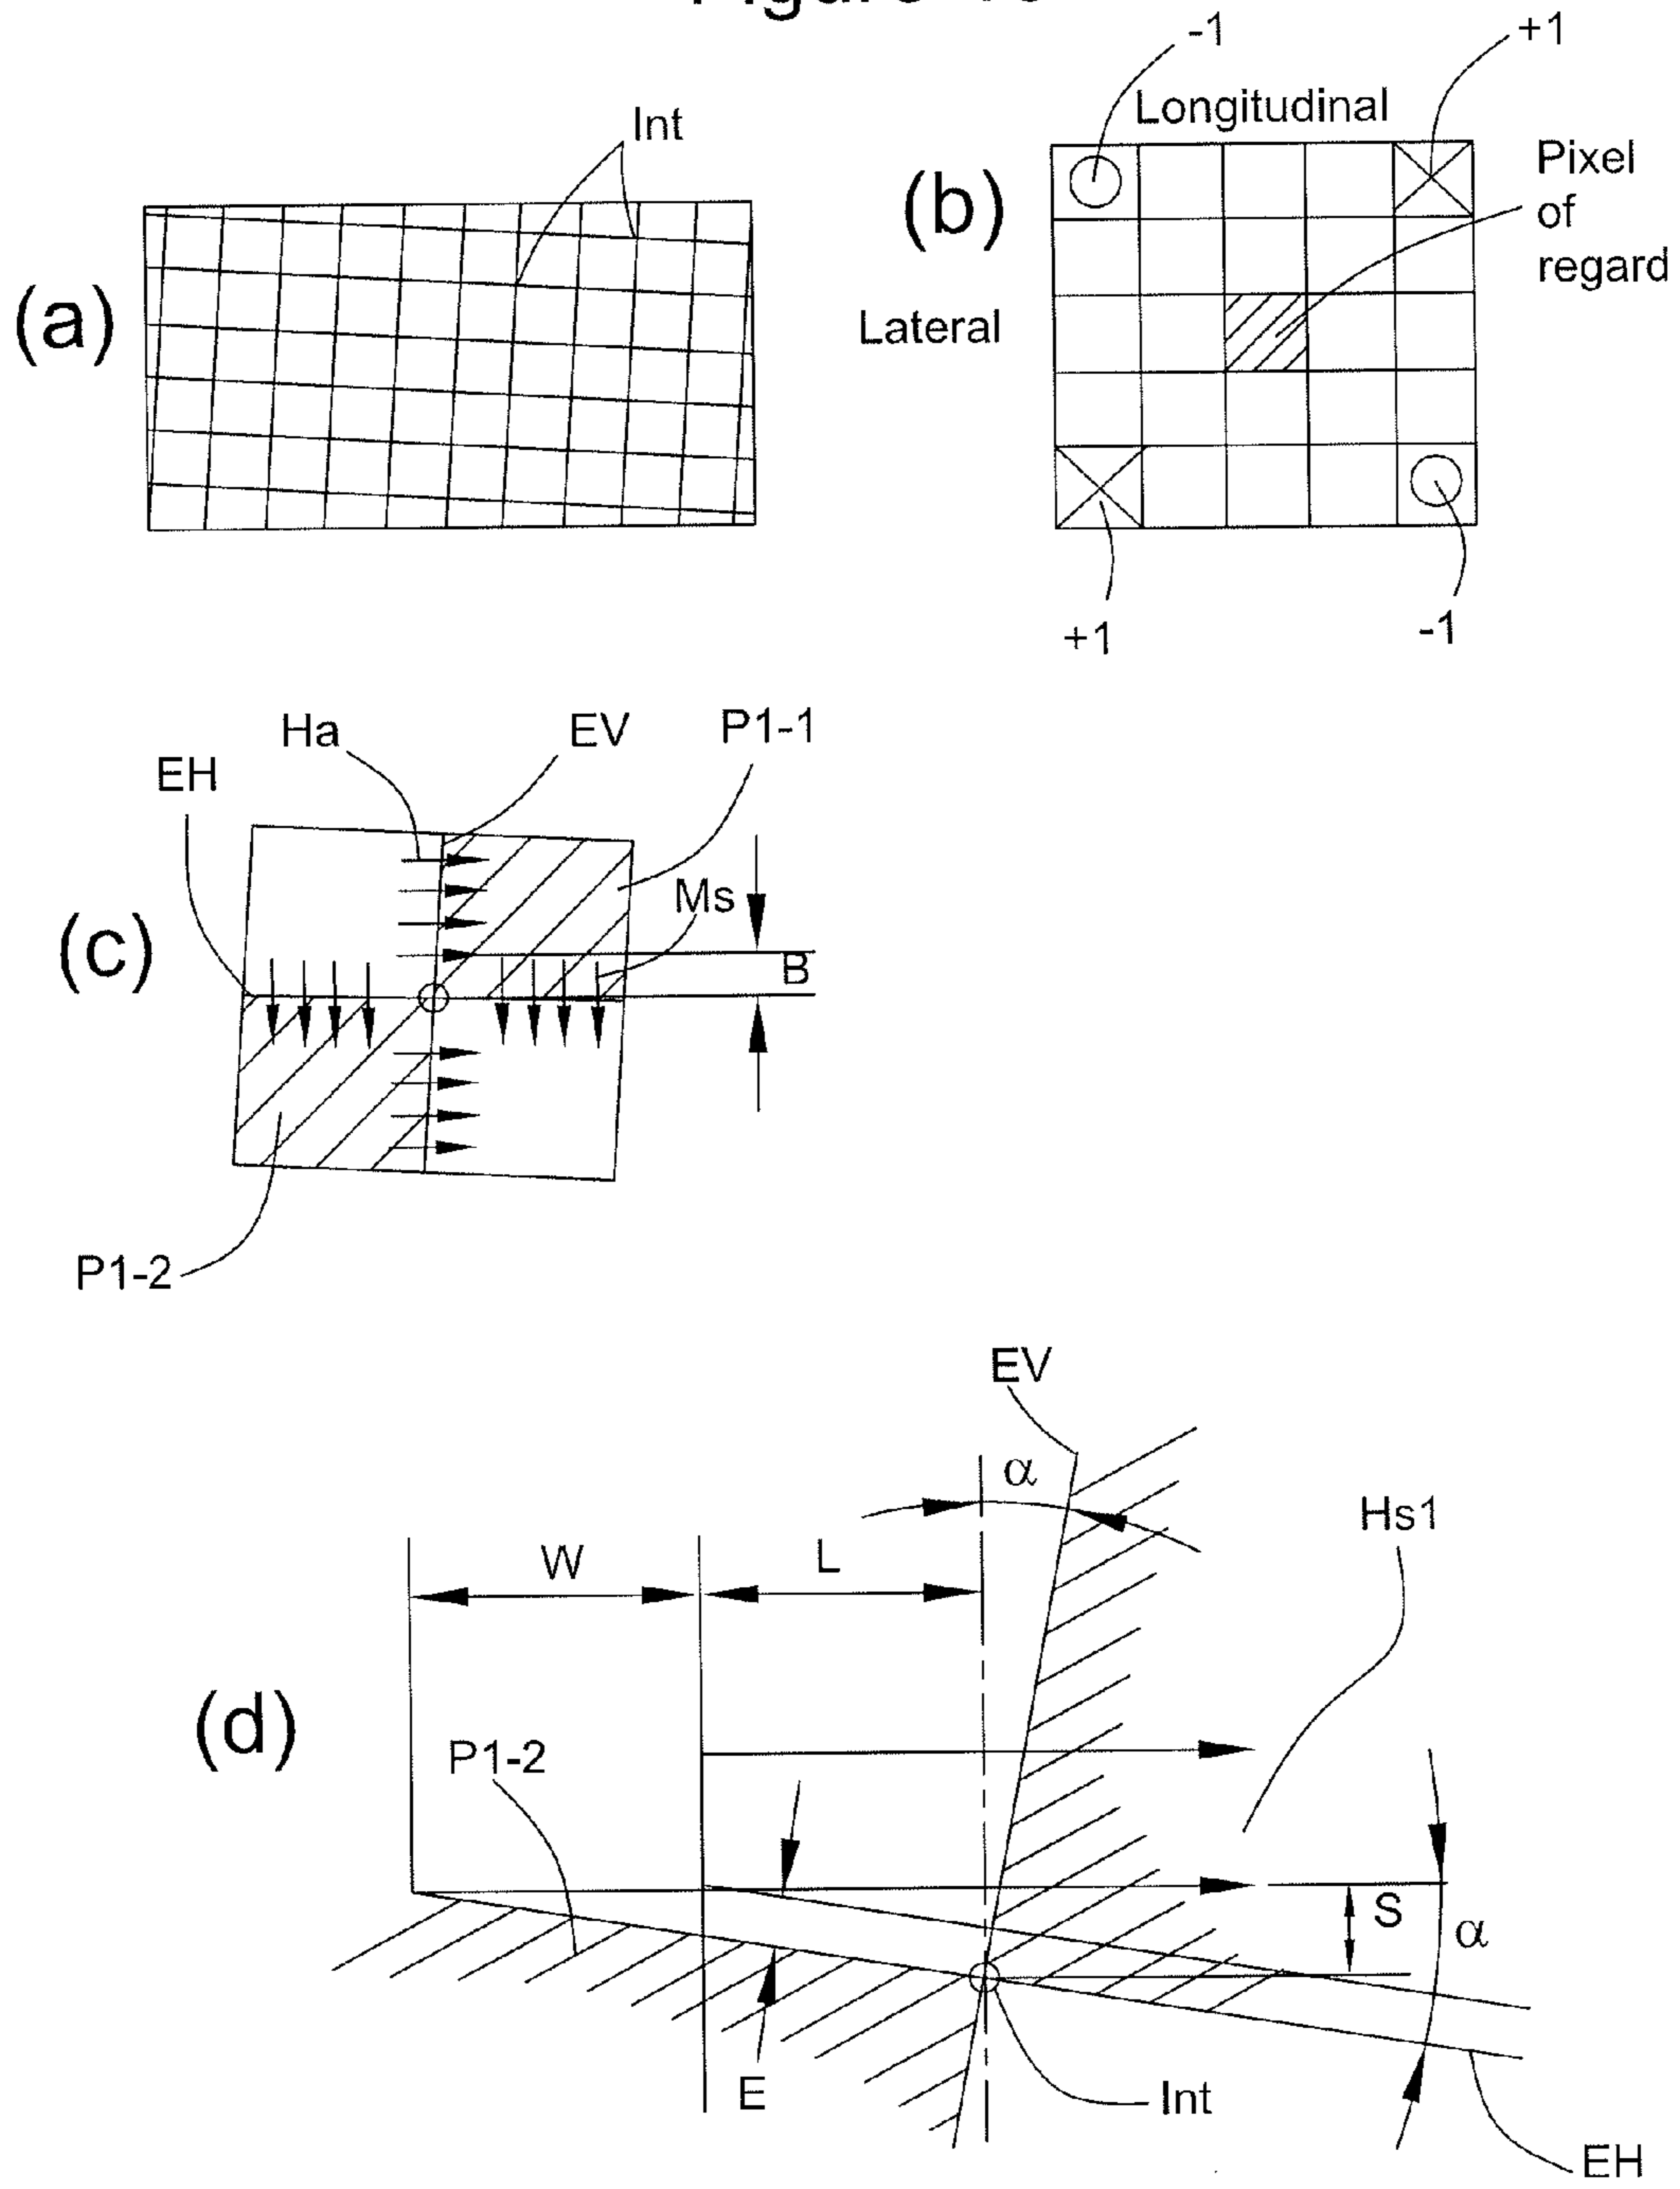 (a)
Int
(b)
-1
+1
Longitudinal
Lateral
Pixel
of
regard
+1
-1
(c)
Ha
EV
P1-1
EH
Ms
B
P1-2
(d)
EV
α
W
L
Hs1
P1-2
S
α
E
Int
EH